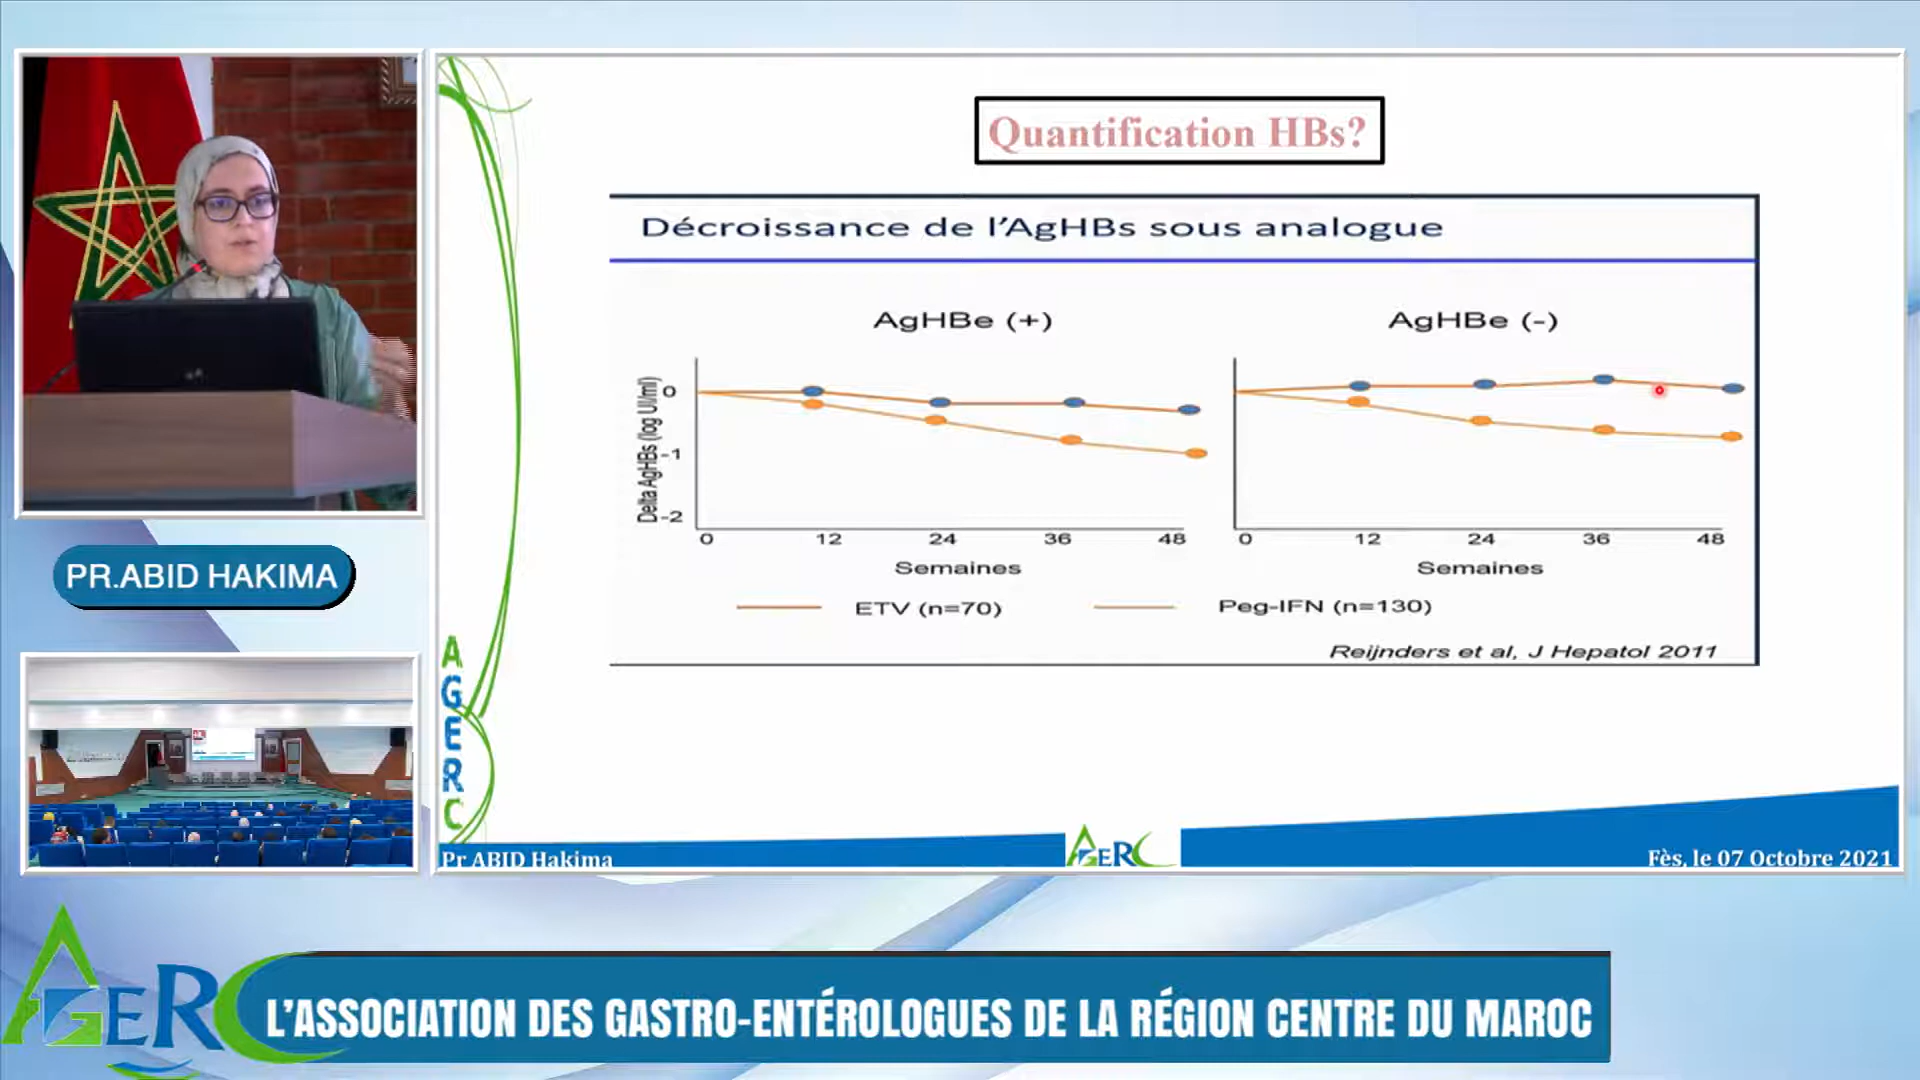 Quantification HBs?
Décroissance de l'AgHBs sous analogue
AgHBe (+)
AgHBe (-)
Delta AgHBs (log UI/ml)
0
-1
-2
0 12 24 36 48
Semaines
0 12 24 36 48
Semaines
ETV (n=70)
Peg-IFN (n=130)
Reijnders et al, J Hepatol 2011
AGERC
Pr ABID Hakima
AGERC
Fès, le 07 Octobre 2021
PR.ABID HAKIMA
AGERC
L'ASSOCIATION DES GASTRO-ENTÉROLOGUES DE LA RÉGION CENTRE DU MAROC